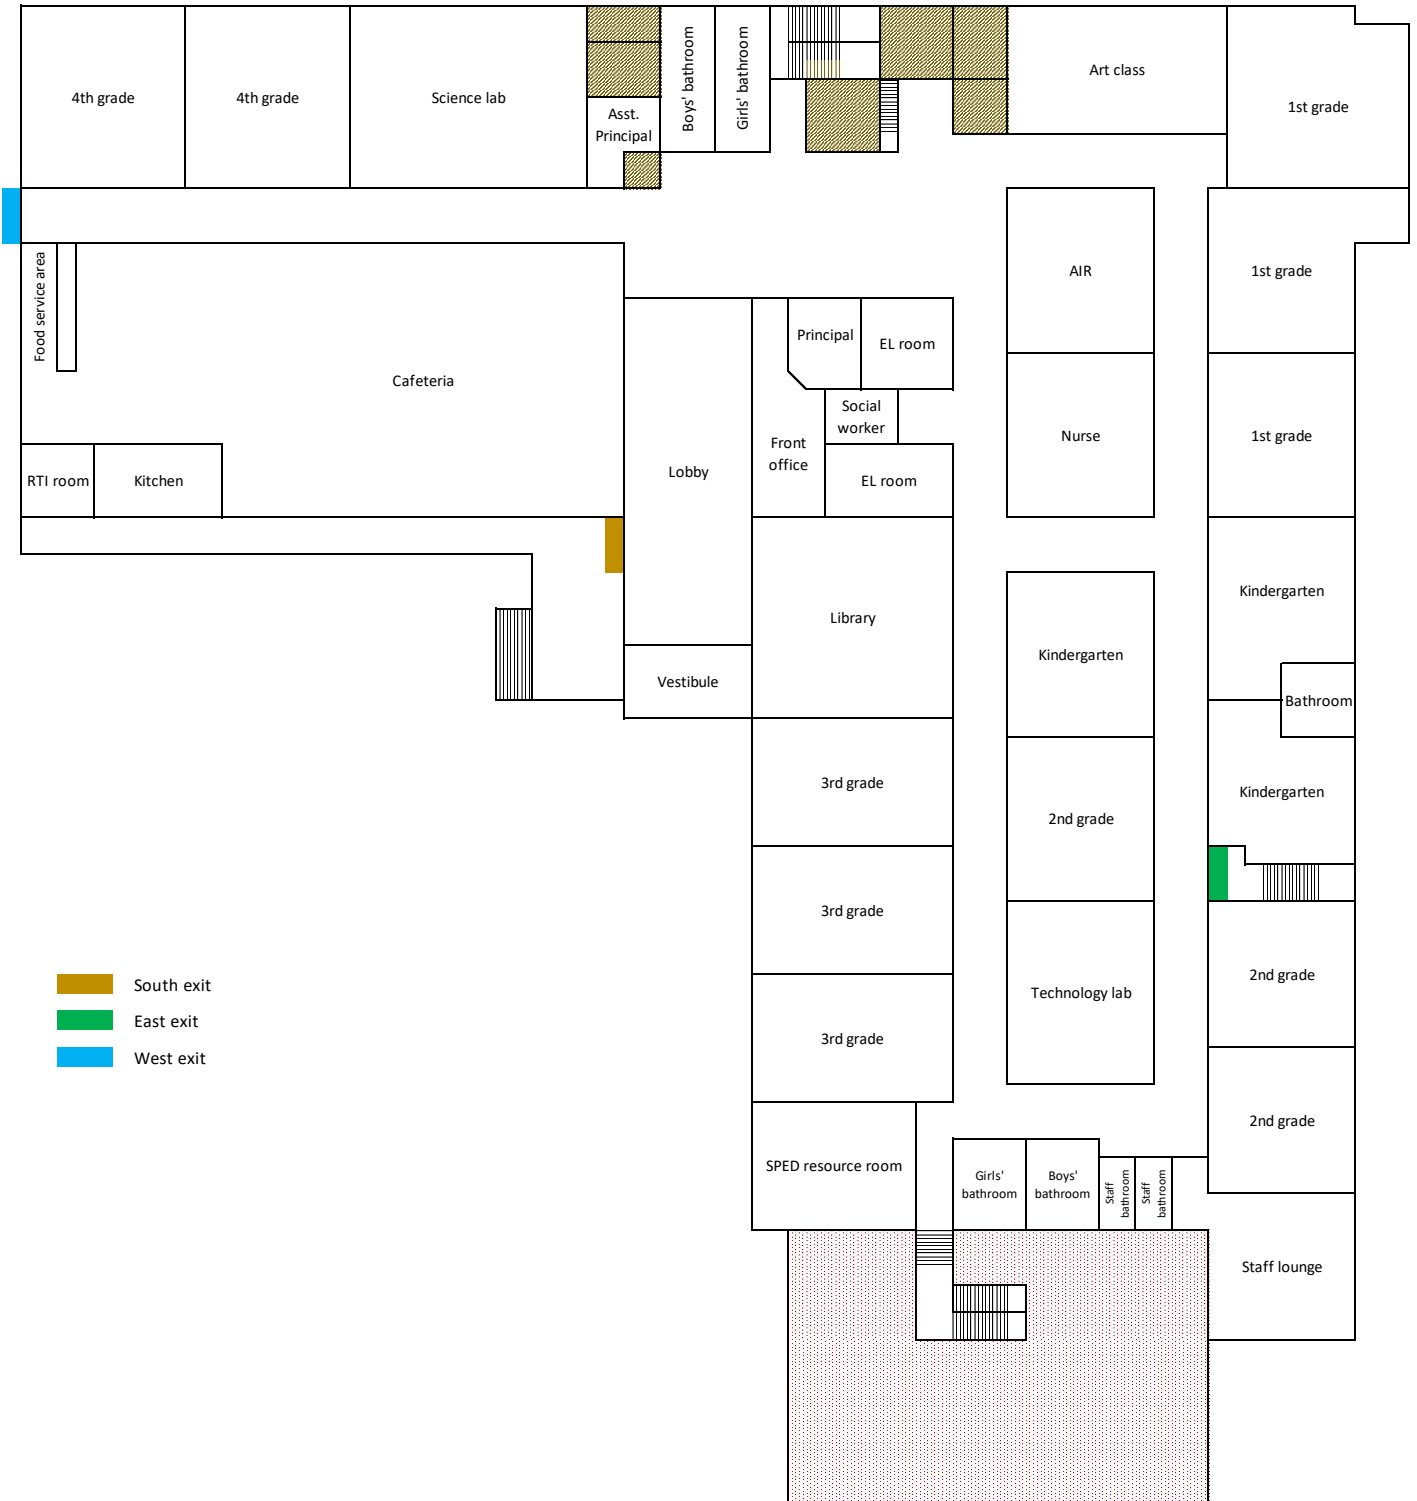 4th grade
4th grade
Science lab
Asst.
Principal
Boys' bathroom
Girls' bathroom
Art class
1st grade
Food service area
Cafeteria
Principal
EL room
AIR
1st grade
Social
worker
Front
office
Nurse
1st grade
Lobby
RTI room
Kitchen
EL room
Library
Kindergarten
Kindergarten
Vestibule
Bathroom
3rd grade
2nd grade
Kindergarten
3rd grade
South exit
East exit
West exit
3rd grade
Technology lab
2nd grade
2nd grade
SPED resource room
Girls'
bathroom
Boys'
bathroom
Staff
bathroom
Staff
bathroom
Staff lounge